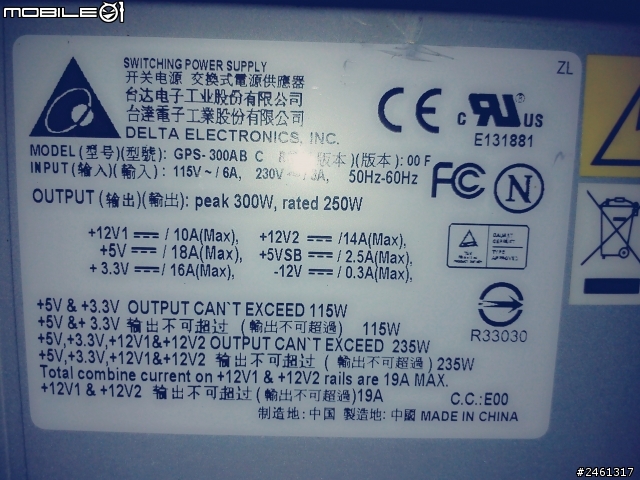 MOBILE01
SWITCHING POWER SUPPLY
ZL
开关电源 交換式電源供應器
台达电子工业股份有限公司
台達電子工業股份有限公司
DELTA ELECTRONICS, INC.
CE
c RU ® US
E131881
MODEL (型号)(型號): GPS-300AB C 版本)(版本): 00 F
INPUT (输入)(輸入): 115V~/6A, 230V~/3A, 50Hz-60Hz
FC N
OUTPUT (输出)(輸出): peak 300W, rated 250W
+12V1 /10A(Max), +12V2 /14A(Max),
+5V /18A(Max), +5VSB /2.5A(Max),
+3.3V /16A(Max), -12V /0.3A(Max),
R33030
+5V & +3.3V OUTPUT CAN`T EXCEED 115W
+5V &+ 3.3V 输出不可超过 (輸出不可超過) 115W
+5V,+3.3V,+12V1&+12V2 OUTPUT CAN`T EXCEED 235W
+5V,+3.3V,+12V1&+12V2 输出不可超过 (輸出不可超過) 235W
Total combine current on +12V1 & +12V2 rails are 19A MAX.
+12V1 & +12V2 输出不可超过(輸出不可超過)19A C.C.:E00
制造地: 中国 製造地: 中國 MADE IN CHINA
#2461317